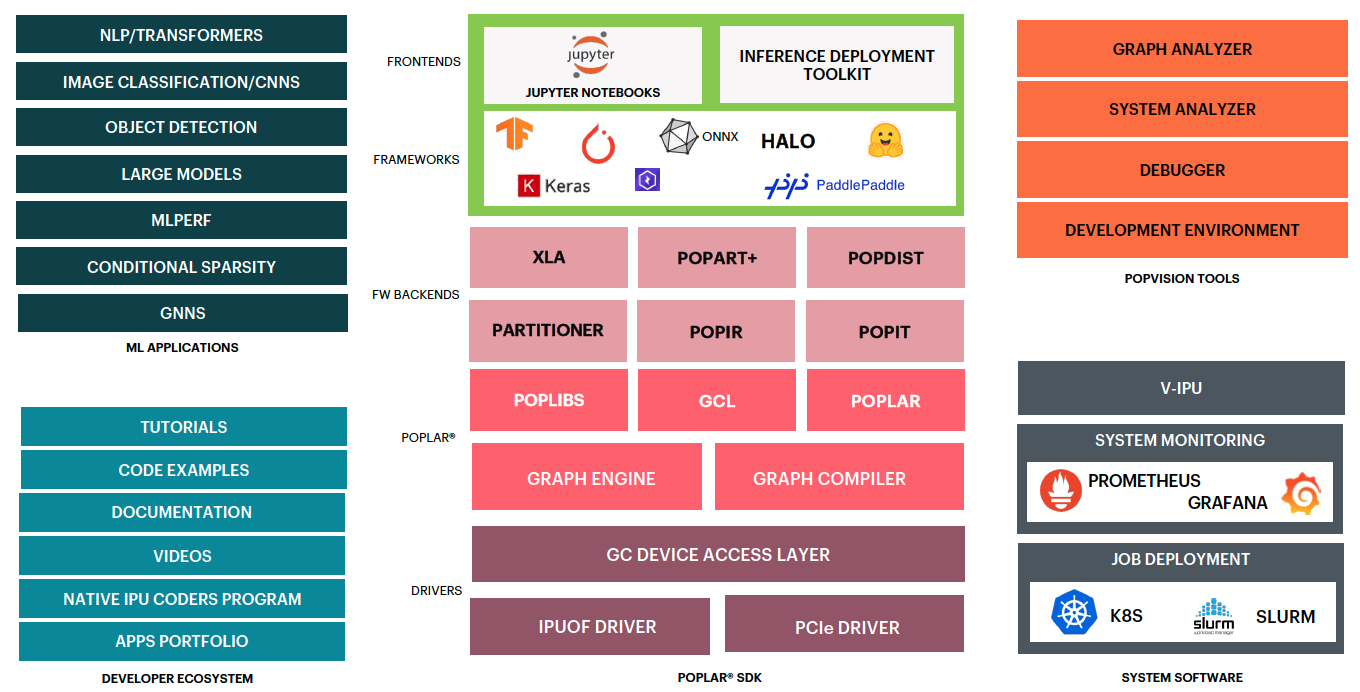 NLP/TRANSFORMERS
IMAGE CLASSIFICATION/CNNS
OBJECT DETECTION
LARGE MODELS
MLPERF
CONDITIONAL SPARSITY
GNNS
ML APPLICATIONS
TUTORIALS
CODE EXAMPLES
DOCUMENTATION
VIDEOS
NATIVE IPU CODERS PROGRAM
APPS PORTFOLIO
DEVELOPER ECOSYSTEM
FRONTENDS
jupyter
JUPYTER NOTEBOOKS
INFERENCE DEPLOYMENT
TOOLKIT
FRAMEWORKS
ONNX
HALO
K Keras
PaddlePaddle
FW BACKENDS
XLA
POPART+
POPDIST
PARTITIONER
POPIR
POPIT
POPLAR®
POPLIBS
GCL
POPLAR
GRAPH ENGINE
GRAPH COMPILER
DRIVERS
GC DEVICE ACCESS LAYER
IPUOF DRIVER
PCIe DRIVER
POPLAR® SDK
GRAPH ANALYZER
SYSTEM ANALYZER
DEBUGGER
DEVELOPMENT ENVIRONMENT
POPVISION TOOLS
V-IPU
SYSTEM MONITORING
PROMETHEUS
GRAFANA
JOB DEPLOYMENT
K8S
slurm
workload manager
SLURM
SYSTEM SOFTWARE